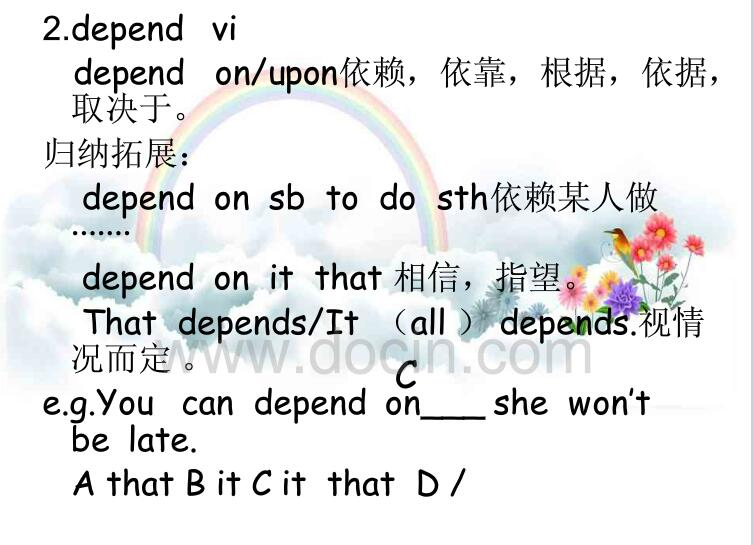 2.depend vi
depend on/upon依赖，依靠，根据，依据，
取决于。
归纳拓展：
depend on sb to do sth依赖某人做
.......
depend on it that 相信，指望。
That depends/It （all ） depends.视情
况而定 。
www.docin.com
C
e.g.You can depend on___ she won't
be late.
A that B it C it that D /